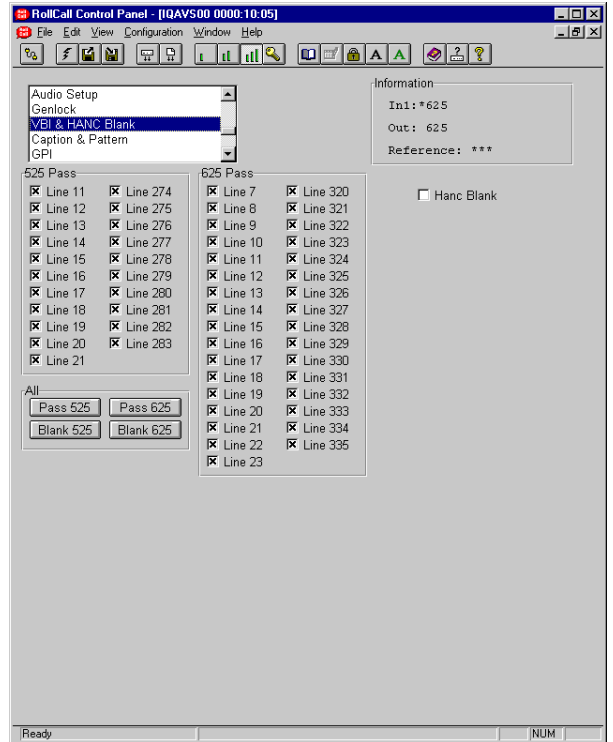 RollCall Control Panel - [IQAVS00 0000:10:05]
File Edit View Configuration Window Help
A A
Audio Setup
Genlock
VBI & HANC Blank
Caption & Pattern
GPI
Information
In1:*625
Out: 625
Reference: ***
525 Pass
Line 11 Line 274
Line 12 Line 275
Line 13 Line 276
Line 14 Line 277
Line 15 Line 278
Line 16 Line 279
Line 17 Line 280
Line 18 Line 281
Line 19 Line 282
Line 20 Line 283
Line 21
625 Pass
Line 7 Line 320
Line 8 Line 321
Line 9 Line 322
Line 10 Line 323
Line 11 Line 324
Line 12 Line 325
Line 13 Line 326
Line 14 Line 327
Line 15 Line 328
Line 16 Line 329
Line 17 Line 330
Line 18 Line 331
Line 19 Line 332
Line 20 Line 333
Line 21 Line 334
Line 22 Line 335
Line 23
Hanc Blank
All
Pass 525 Pass 625
Blank 525 Blank 625
Ready NUM